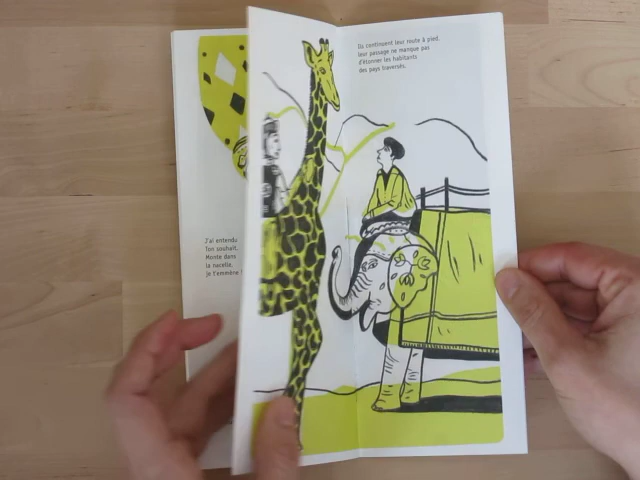 Ils continuent leur route à pied.
leur passage ne manque pas
d'étonner les habitants
des pays traversés.
J'ai entendu
ton souhait.
Monte dans
la nacelle,
je t'emmène !